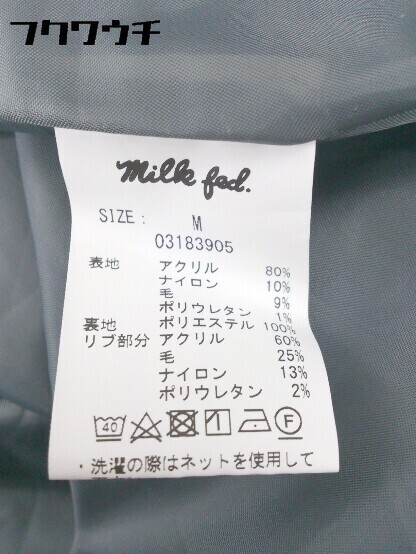 フクワウチ
milk fed.
SIZE: M
03183905
表地 アクリル 80%
ナイロン 10%
毛 9%
ポリウレタン 1%
裏地 ポリエステル 100%
リブ部分 アクリル 60%
毛 25%
ナイロン 13%
ポリウレタン 2%
40 F
・洗濯の際はネットを使用して